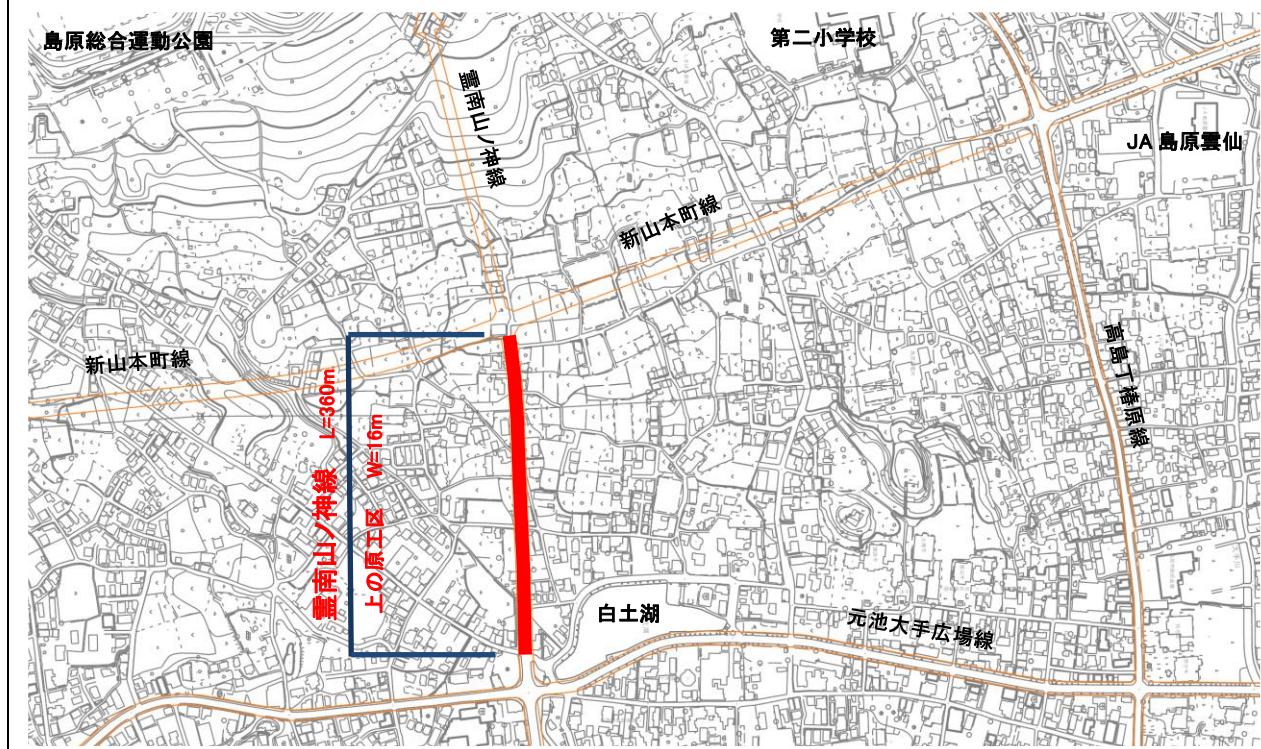 島原総合運動公園
第二小学校
霊南山ノ神線
JA 島原雲仙
新山本町線
新山本町線
高島丁椿原線
霊南山ノ神線 L=360m
上の原工区 W=16m
白土湖
元池大手広場線